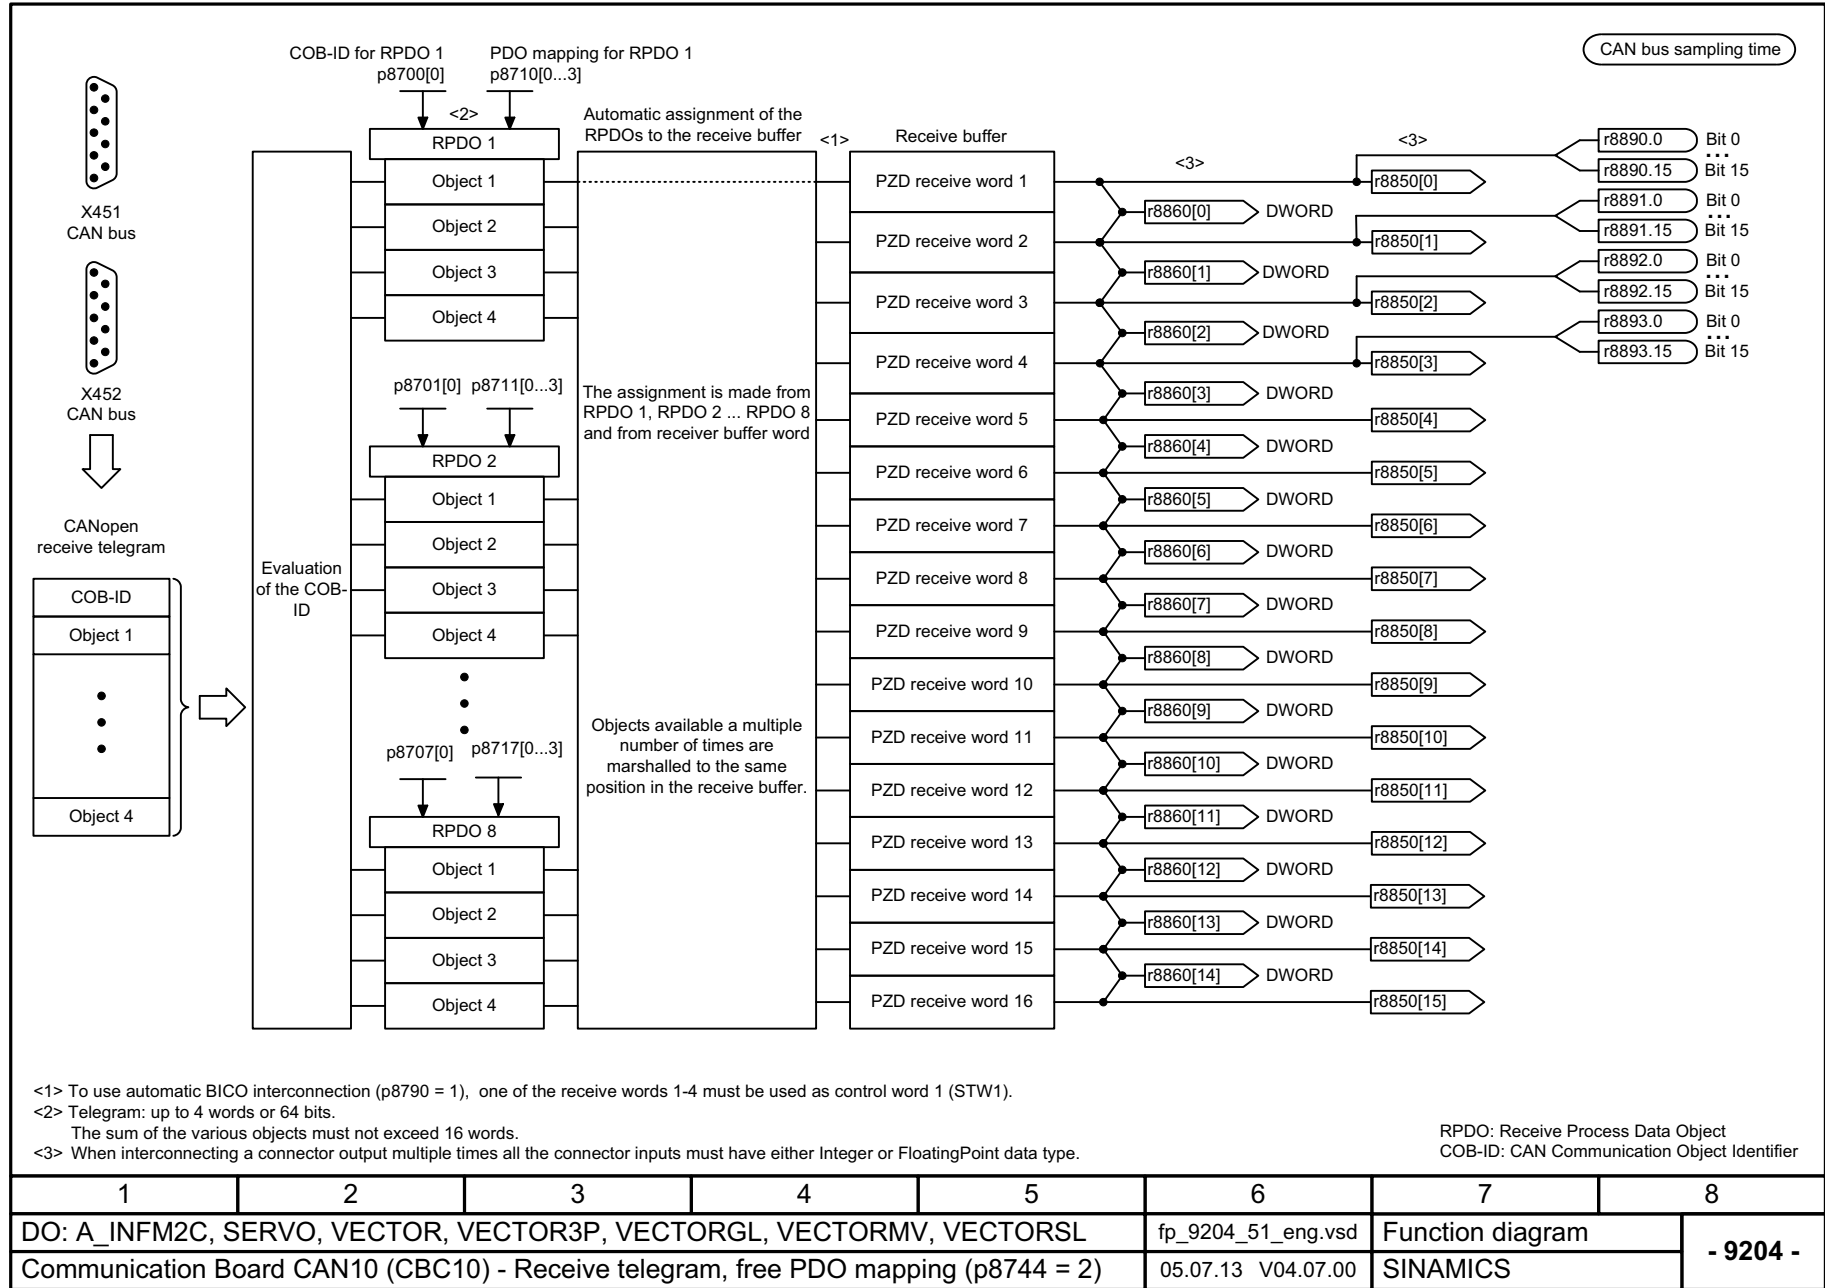 CAN bus sampling time
COB-ID for RPDO 1
p8700[0]
PDO mapping for RPDO 1
p8710[0...3]
<2>
RPDO 1
Object 1
Object 2
Object 3
Object 4
X451
CAN bus
X452
CAN bus
CANopen
receive telegram
COB-ID
Object 1
Object 4
Evaluation
of the COB-
ID
p8701[0]
p8711[0...3]
RPDO 2
Object 1
Object 2
Object 3
Object 4
p8707[0]
p8717[0...3]
RPDO 8
Object 1
Object 2
Object 3
Object 4
Automatic assignment of the
RPDOs to the receive buffer
The assignment is made from
RPDO 1, RPDO 2 ... RPDO 8
and from receiver buffer word
Objects available a multiple
number of times are
marshalled to the same
position in the receive buffer.
<1>
Receive buffer
PZD receive word 1
PZD receive word 2
PZD receive word 3
PZD receive word 4
PZD receive word 5
PZD receive word 6
PZD receive word 7
PZD receive word 8
PZD receive word 9
PZD receive word 10
PZD receive word 11
PZD receive word 12
PZD receive word 13
PZD receive word 14
PZD receive word 15
PZD receive word 16
<3>
r8860[0] DWORD
r8860[1] DWORD
r8860[2] DWORD
r8860[3] DWORD
r8860[4] DWORD
r8860[5] DWORD
r8860[6] DWORD
r8860[7] DWORD
r8860[8] DWORD
r8860[9] DWORD
r8860[10] DWORD
r8860[11] DWORD
r8860[12] DWORD
r8860[13] DWORD
r8860[14] DWORD
<3>
r8850[0]
r8850[1]
r8850[2]
r8850[3]
r8850[4]
r8850[5]
r8850[6]
r8850[7]
r8850[8]
r8850[9]
r8850[10]
r8850[11]
r8850[12]
r8850[13]
r8850[14]
r8850[15]
r8890.0 Bit 0
...
r8890.15 Bit 15
r8891.0 Bit 0
...
r8891.15 Bit 15
r8892.0 Bit 0
...
r8892.15 Bit 15
r8893.0 Bit 0
...
r8893.15 Bit 15
<1> To use automatic BICO interconnection (p8790 = 1), one of the receive words 1-4 must be used as control word 1 (STW1).
<2> Telegram: up to 4 words or 64 bits.
The sum of the various objects must not exceed 16 words.
<3> When interconnecting a connector output multiple times all the connector inputs must have either Integer or FloatingPoint data type.
RPDO: Receive Process Data Object
COB-ID: CAN Communication Object Identifier
1 2 3 4 5 6 7 8
DO: A_INFM2C, SERVO, VECTOR, VECTOR3P, VECTORGL, VECTORMV, VECTORSL
fp_9204_51_eng.vsd
Function diagram
- 9204 -
Communication Board CAN10 (CBC10) - Receive telegram, free PDO mapping (p8744 = 2)
05.07.13 V04.07.00
SINAMICS